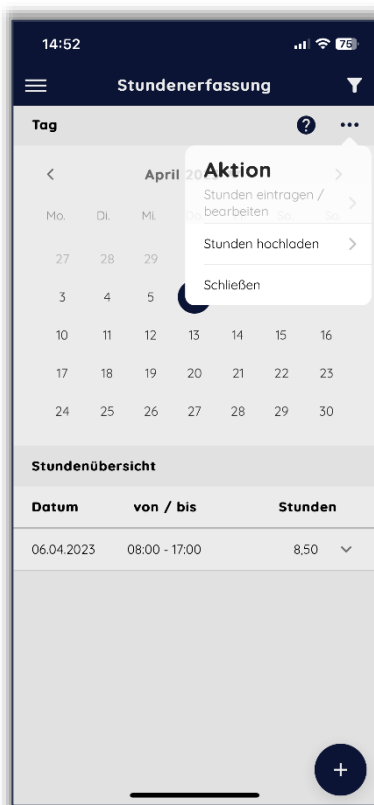 14:52
75
Stundenerfassung
Tag
?
Aktion
April
Stunden eintragen /
bearbeiten
Mo. Di. Mi.
Stunden hochladen
27 28 29
Schließen
3 4 5
10 11 12 13 14 15 16
17 18 19 20 21 22 23
24 25 26 27 28 29 30
Stundenübersicht
Datum von / bis Stunden
06.04.2023 08:00 - 17:00 8,50
+